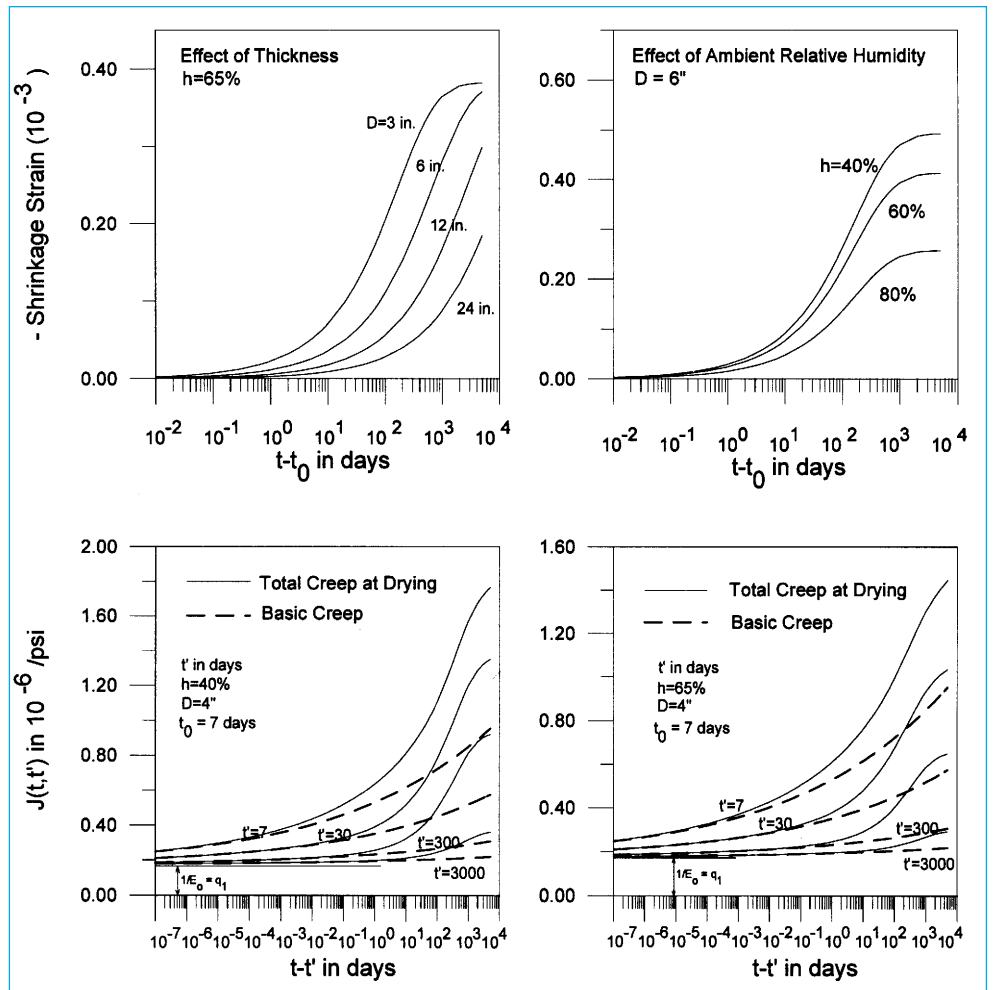 - Shrinkage Strain (10 -3 )
Effect of Thickness
h=65%
0.40
0.20
0.00
D=3 in.
6 in.
12 in.
24 in.
10-2 10-1 100 101 102 103 104
t-t0 in days
Effect of Ambient Relative Humidity
D = 6"
0.60
0.40
0.20
0.00
h=40%
60%
80%
10-2 10-1 100 101 102 103 104
t-t0 in days
J(t,t') in 10 -6 /psi
2.00
1.60
1.20
0.80
0.40
0.00
Total Creep at Drying
Basic Creep
t' in days
h=40%
D=4"
t0 = 7 days
t'=7
t'=30
t'=300
t'=3000
1/Eo = q1
10-7 10-6 10-5 10-4 10-3 10-2 10-1 100 101 102 103 104
t-t' in days
1.60
1.20
0.80
0.40
0.00
Total Creep at Drying
Basic Creep
t' in days
h=65%
D=4"
t0 = 7 days
t'=7
t'=30
t'=300
t'=3000
1/Eo = q1
10-7 10-6 10-5 10-4 10-3 10-2 10-1 100 101 102 103 104
t-t' in days